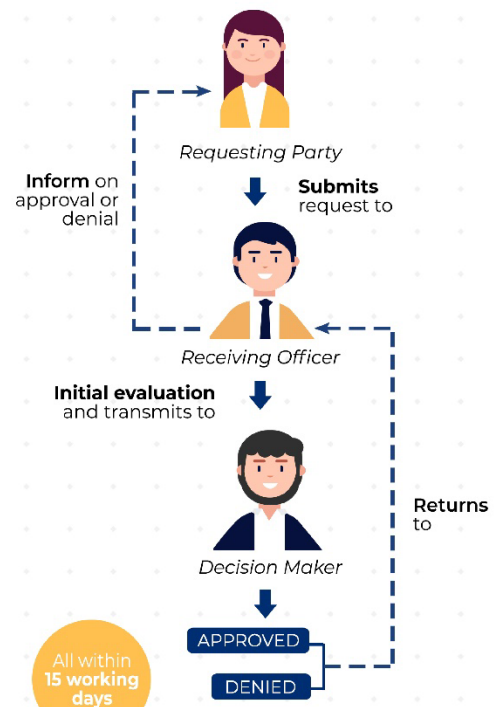 Requesting Party
Inform on
approval or
denial
Submits
request to
Receiving Officer
Initial evaluation
and transmits to
Returns
to
Decision Maker
APPROVED
DENIED
All within
15 working
days